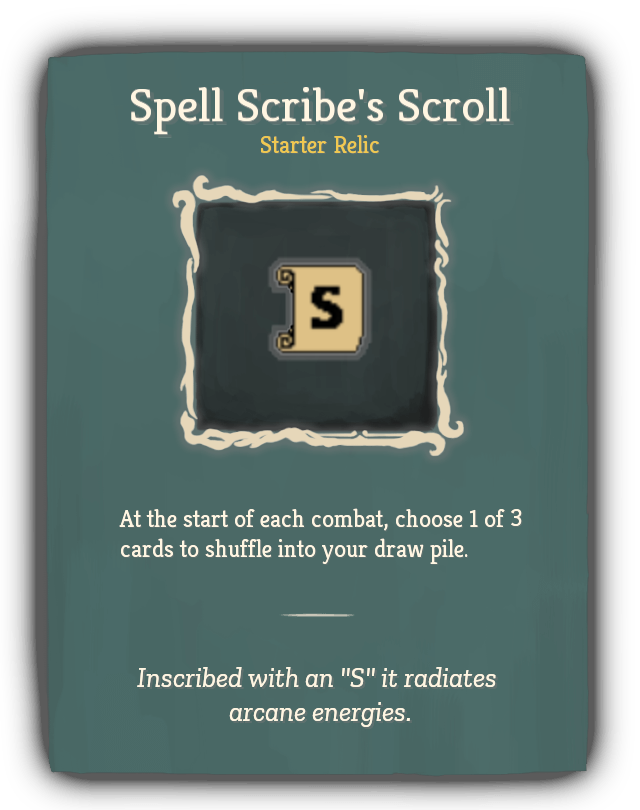 Spell Scribe's Scroll
Starter Relic
S
At the start of each combat, choose 1 of 3
cards to shuffle into your draw pile.
Inscribed with an "S" it radiates
arcane energies.